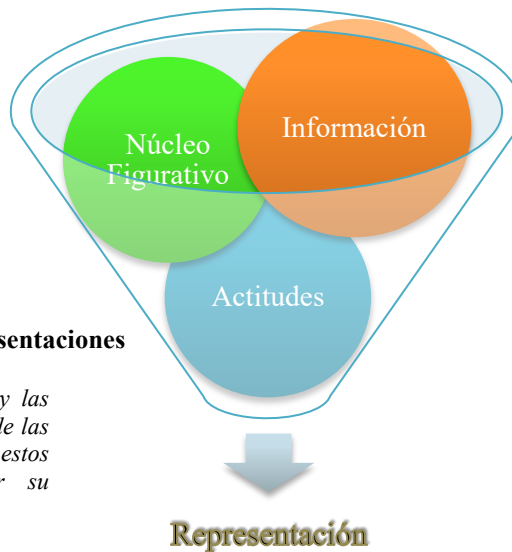 Núcleo
Figurativo
Información
Actitudes
sentaciones
y las
de las
estos
r su
Representación